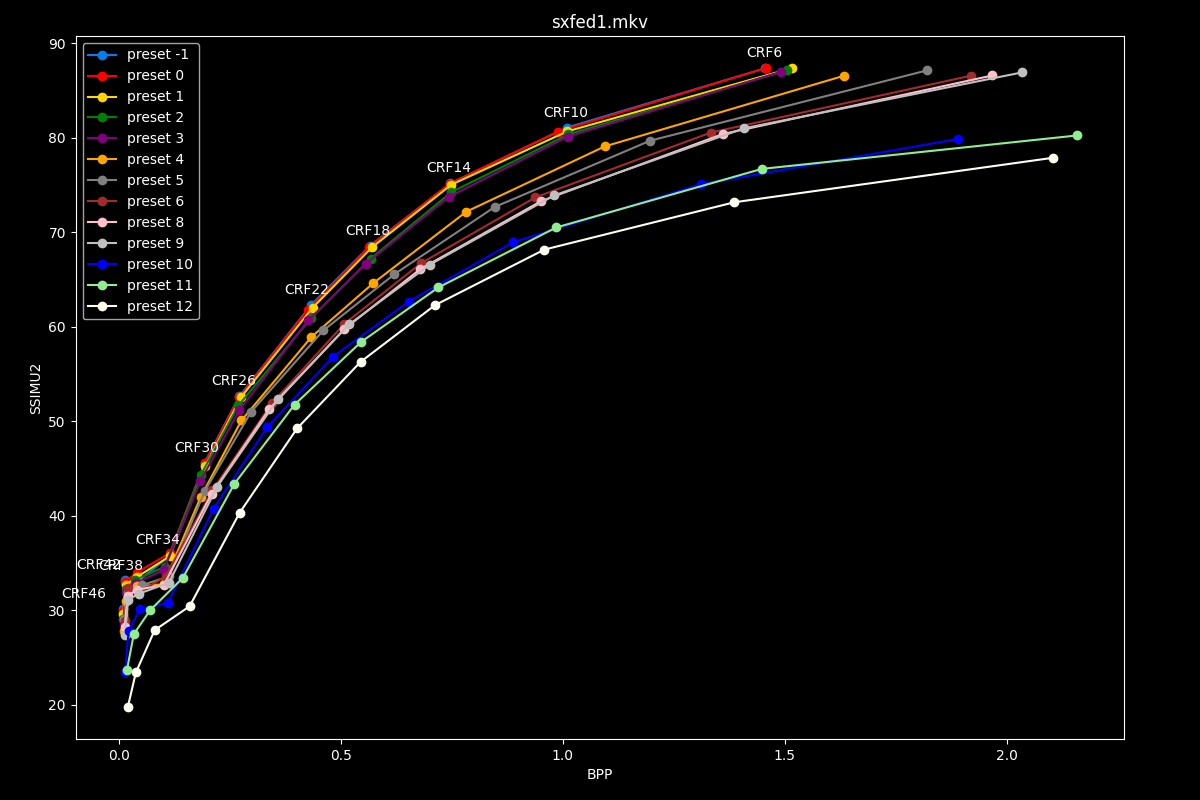 sxfed1.mkv
90
80
70
60
50
40
30
20
SSIMU2
preset -1
preset 0
preset 1
preset 2
preset 3
preset 4
preset 5
preset 6
preset 8
preset 9
preset 10
preset 11
preset 12
CRF6
CRF10
CRF14
CRF18
CRF22
CRF26
CRF30
CRF34
CRF42
CRF38
CRF46
0.0 0.5 1.0 1.5 2.0
BPP